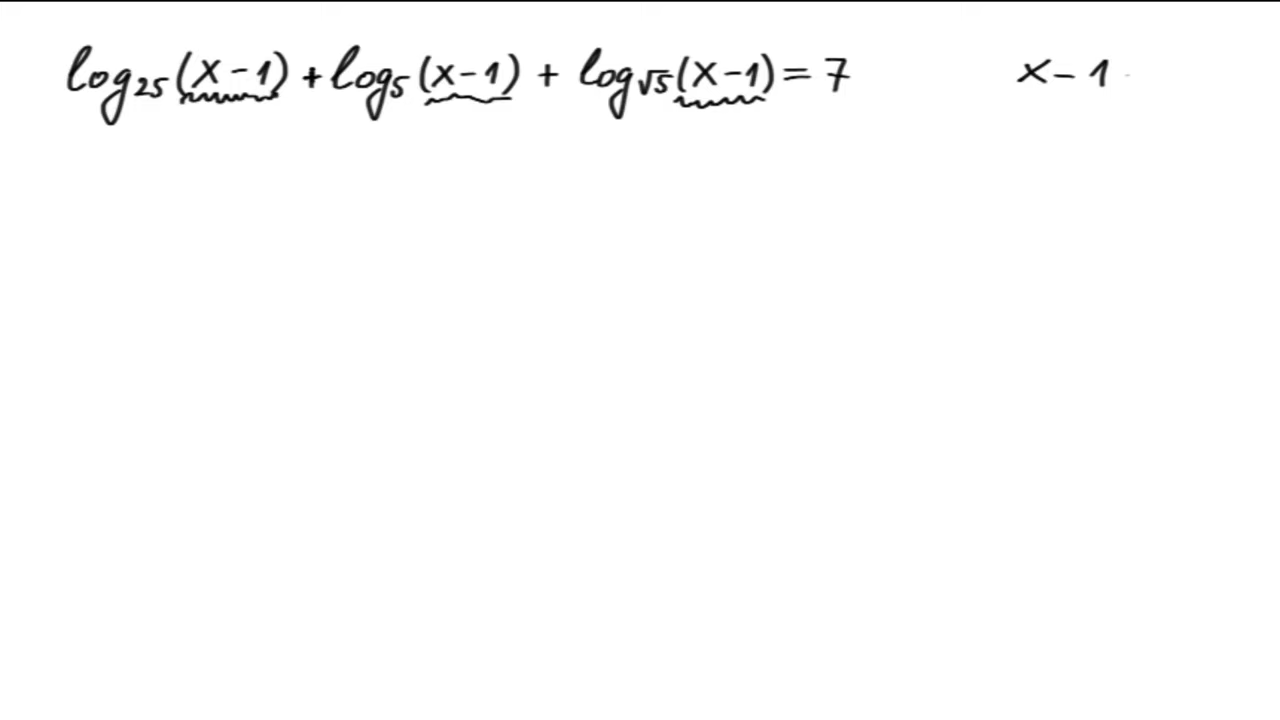 log₂₅(x-1) + log₅(x-1) + log√5(x-1) = 7 x-1